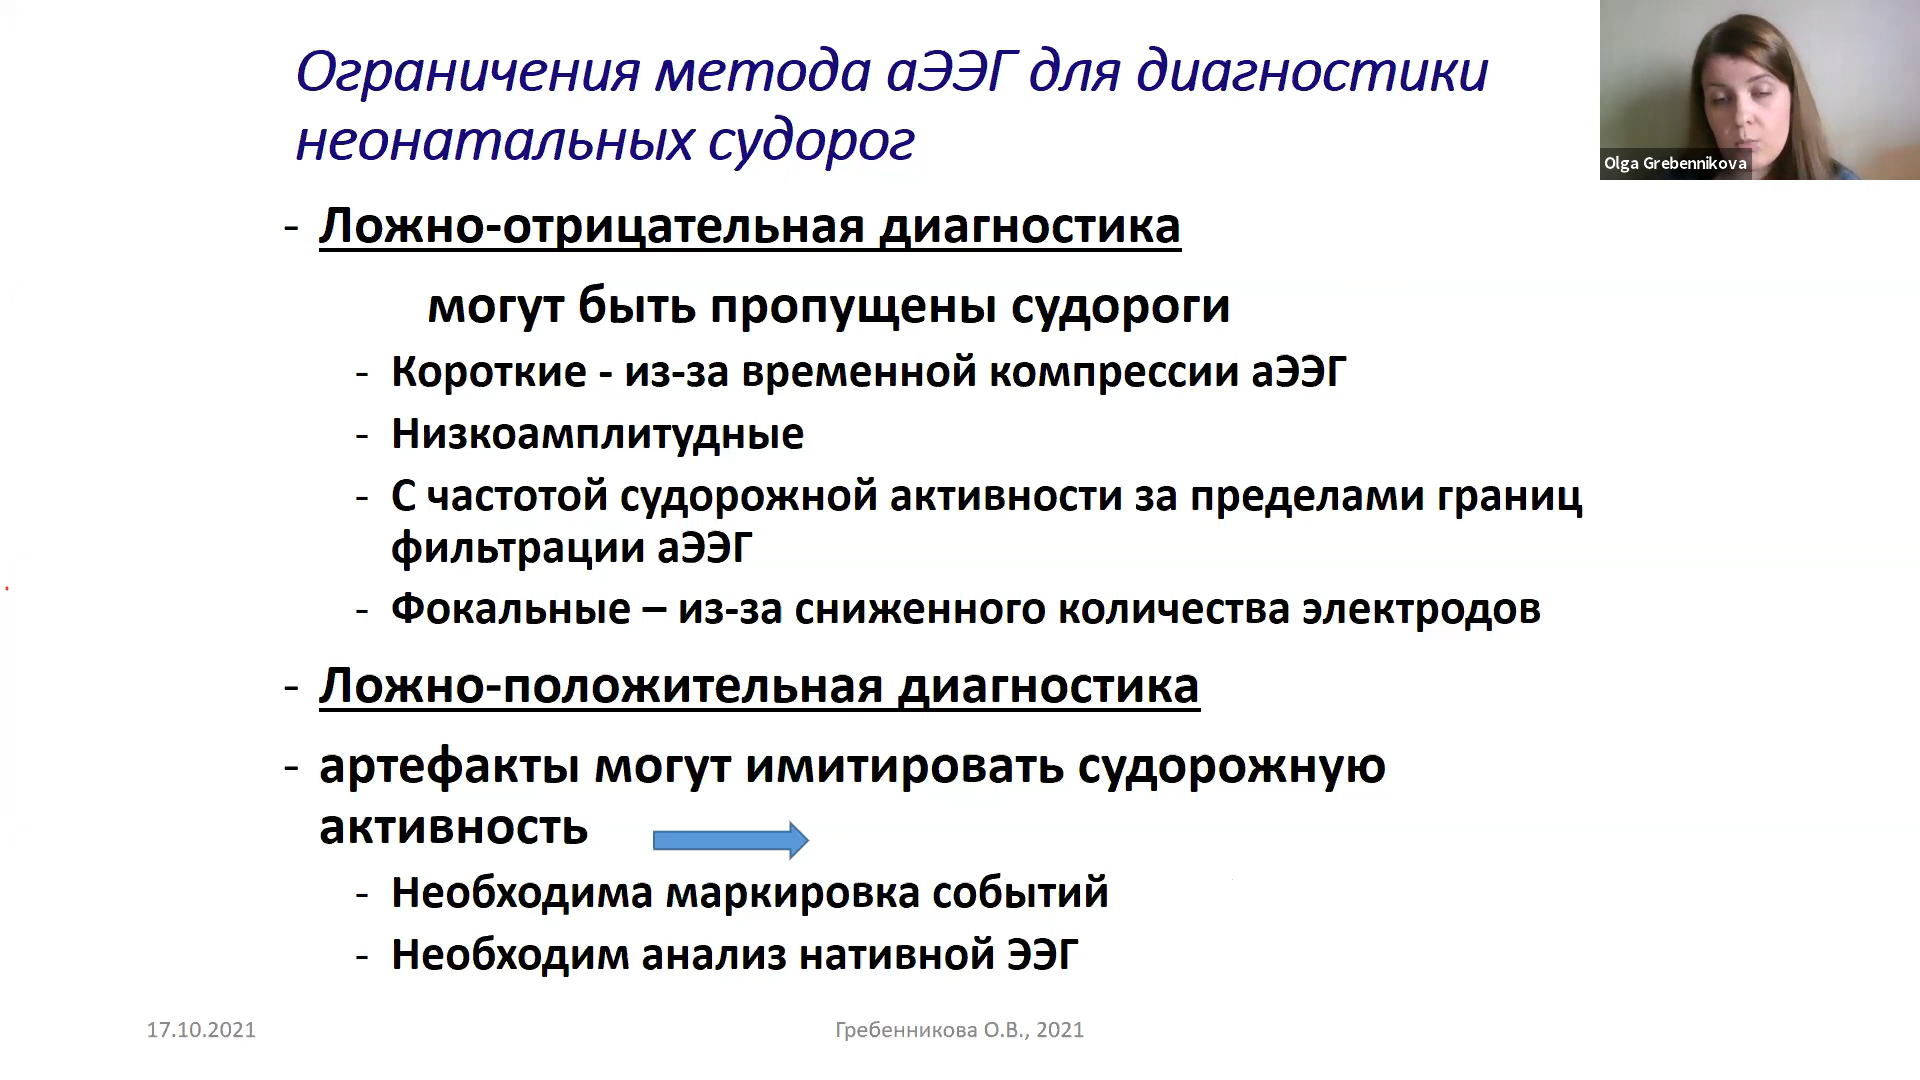 Ограничения метода аЭЭГ для диагностики
неонатальных судорог
Olga Grebennikova
- Ложно-отрицательная диагностика
могут быть пропущены судороги
- Короткие - из-за временной компрессии аЭЭГ
- Низкоамплитудные
- С частотой судорожной активности за пределами границ
фильтрации аЭЭГ
- Фокальные – из-за сниженного количества электродов
- Ложно-положительная диагностика
- артефакты могут имитировать судорожную
активность
- Необходима маркировка событий
- Необходим анализ нативной ЭЭГ
17.10.2021
Гребенникова О.В., 2021